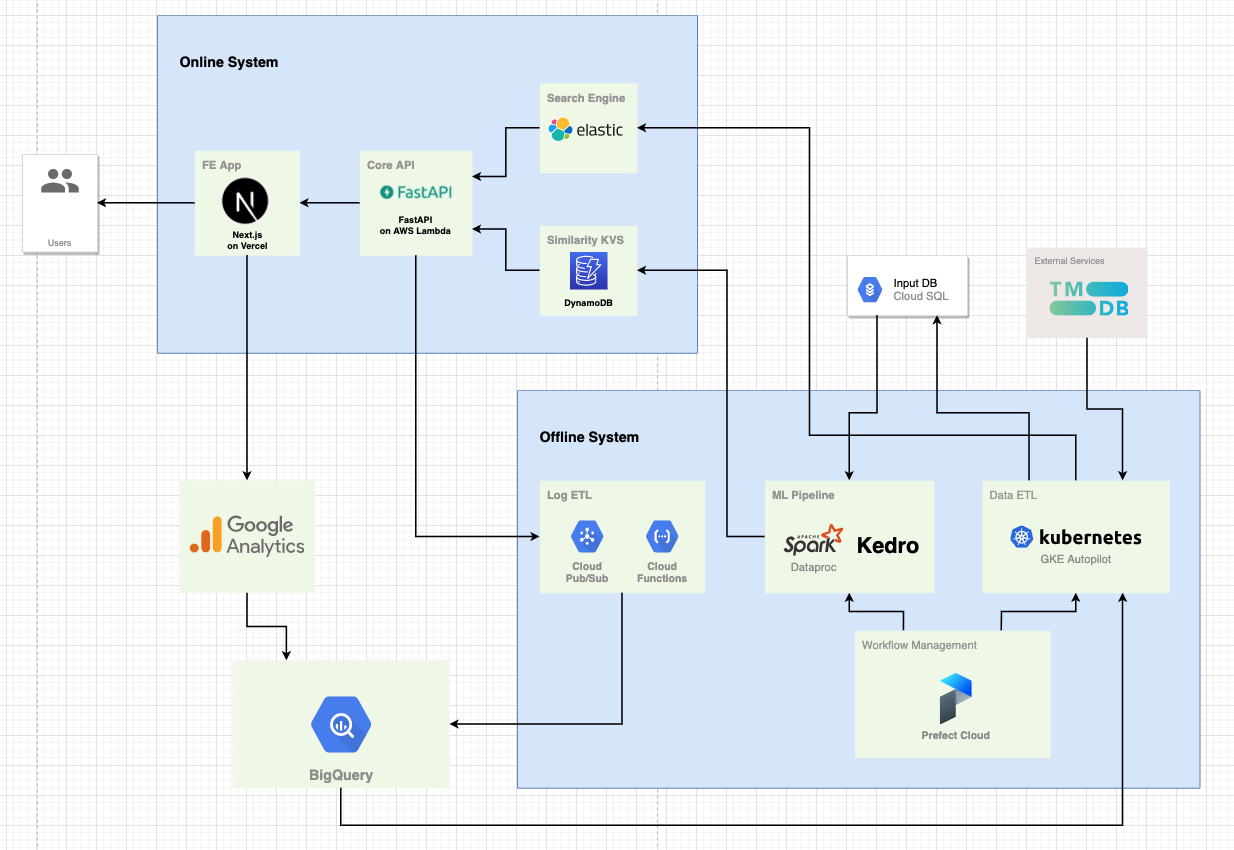 Online System
Search Engine
elastic
FE App
N
Next.js
on Vercel
Core API
FastAPI
FastAPI
on AWS Lambda
Users
Similarity KVS
DynamoDB
Input DB
Cloud SQL
External Services
TM
DB
Offline System
Google
Analytics
Log ETL
Cloud
Pub/Sub
Cloud
Functions
ML Pipeline
APACHE
Spark
Dataproc
Kedro
Data ETL
kubernetes
GKE Autopilot
Workflow Management
Prefect Cloud
BigQuery